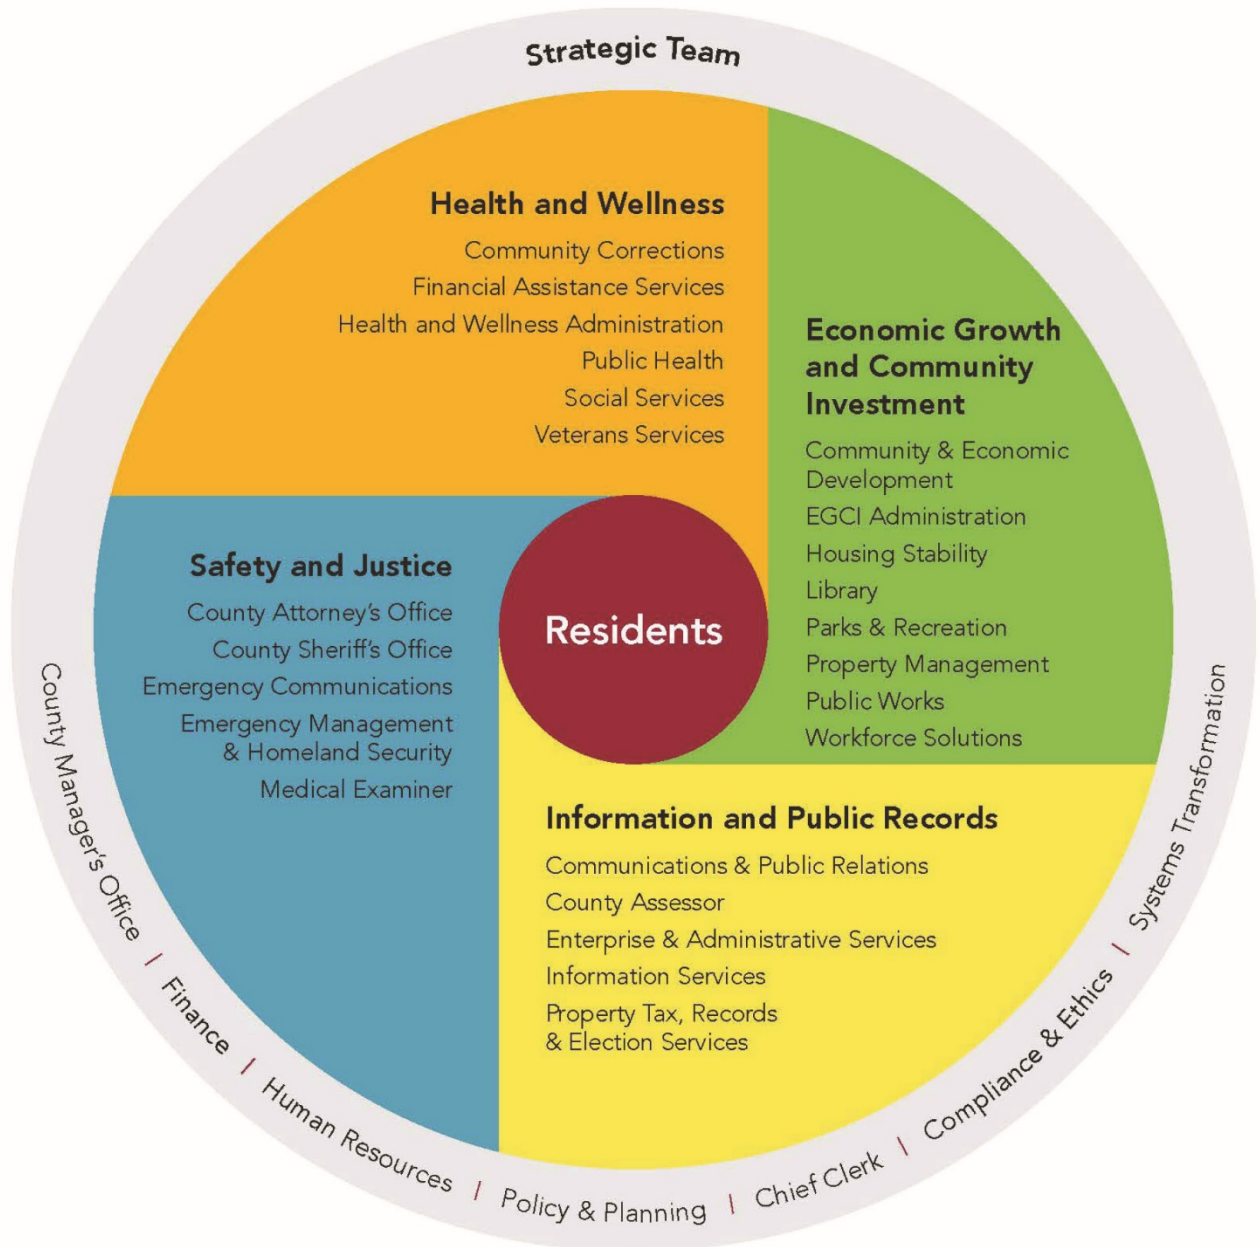 Strategic Team
Health and Wellness
Community Corrections
Financial Assistance Services
Health and Wellness Administration
Public Health
Social Services
Veterans Services
Economic Growth
and Community
Investment
Community & Economic
Development
EGCI Administration
Housing Stability
Library
Parks & Recreation
Property Management
Public Works
Workforce Solutions
Safety and Justice
County Attorney's Office
County Sheriff's Office
Emergency Communications
Emergency Management
& Homeland Security
Medical Examiner
Residents
Information and Public Records
Communications & Public Relations
County Assessor
Enterprise & Administrative Services
Information Services
Property Tax, Records
& Election Services
County Manager's Office | Finance | Human Resources | Policy & Planning | Chief Clerk | Compliance & Ethics | Systems Transformation